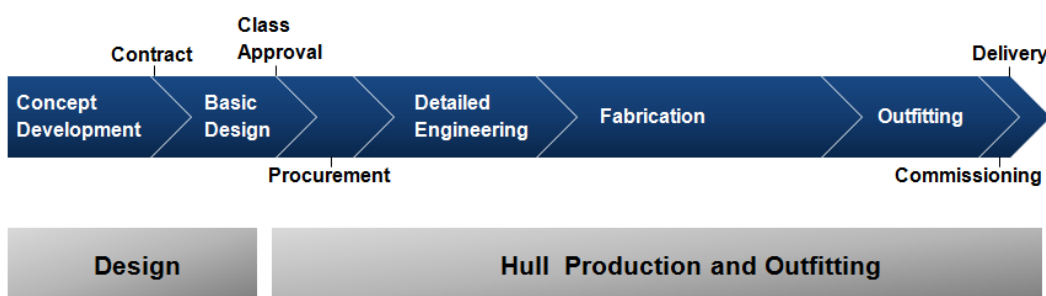 Class
Approval
Contract
Delivery
Concept
Development
Basic
Design
Detailed
Engineering
Fabrication
Outfitting
Procurement
Commissioning
Design
Hull Production and Outfitting